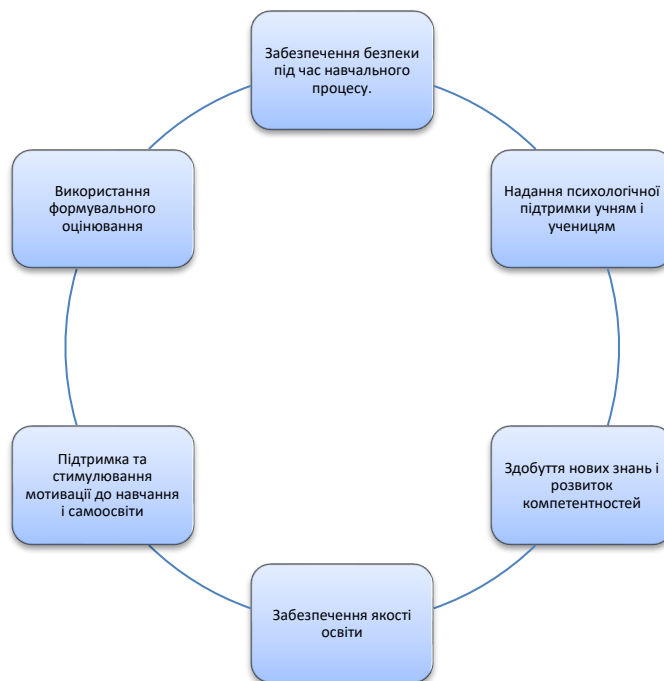 Забезпечення безпеки
під час навчального
процесу.
Надання психологічної
підтримки учням і
ученицям
Здобуття нових знань і
розвиток
компетентностей
Забезпечення якості
освіти
Підтримка та
стимулювання
мотивації до навчання
і самоосвіти
Використання
формувального
оцінювання